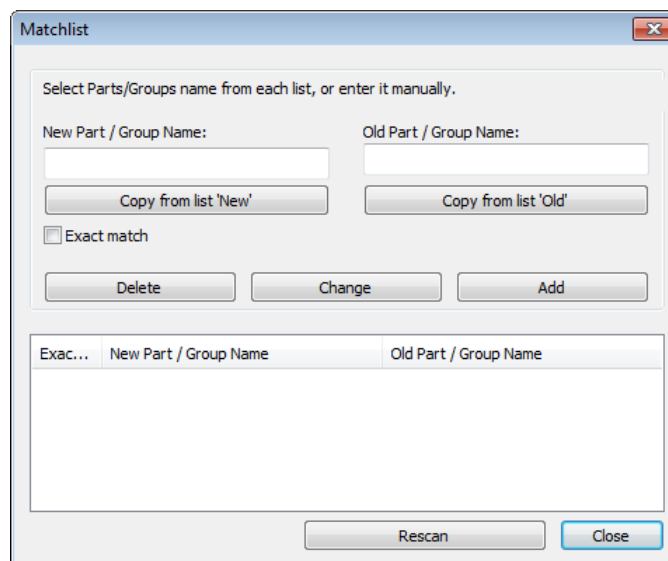 Matchlist
Select Parts/Groups name from each list, or enter it manually.
New Part / Group Name: Old Part / Group Name:
Copy from list 'New' Copy from list 'Old'
Exact match
Delete Change Add
Exac... New Part / Group Name Old Part / Group Name
Rescan Close